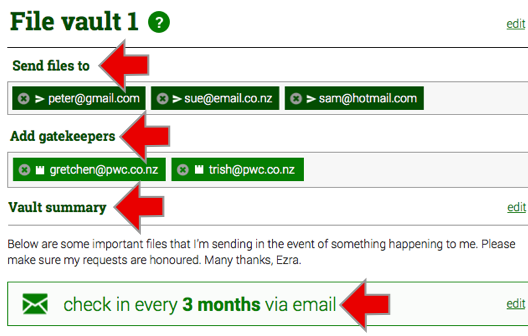 File vault 1 ? edit
Send files to
peter@gmail.com sue@email.co.nz sam@hotmail.com
Add gatekeepers
gretchen@pwc.co.nz trish@pwc.co.nz
Vault summary edit
Below are some important files that I'm sending in the event of something happening to me. Please
make sure my requests are honoured. Many thanks, Ezra.
check in every 3 months via email edit